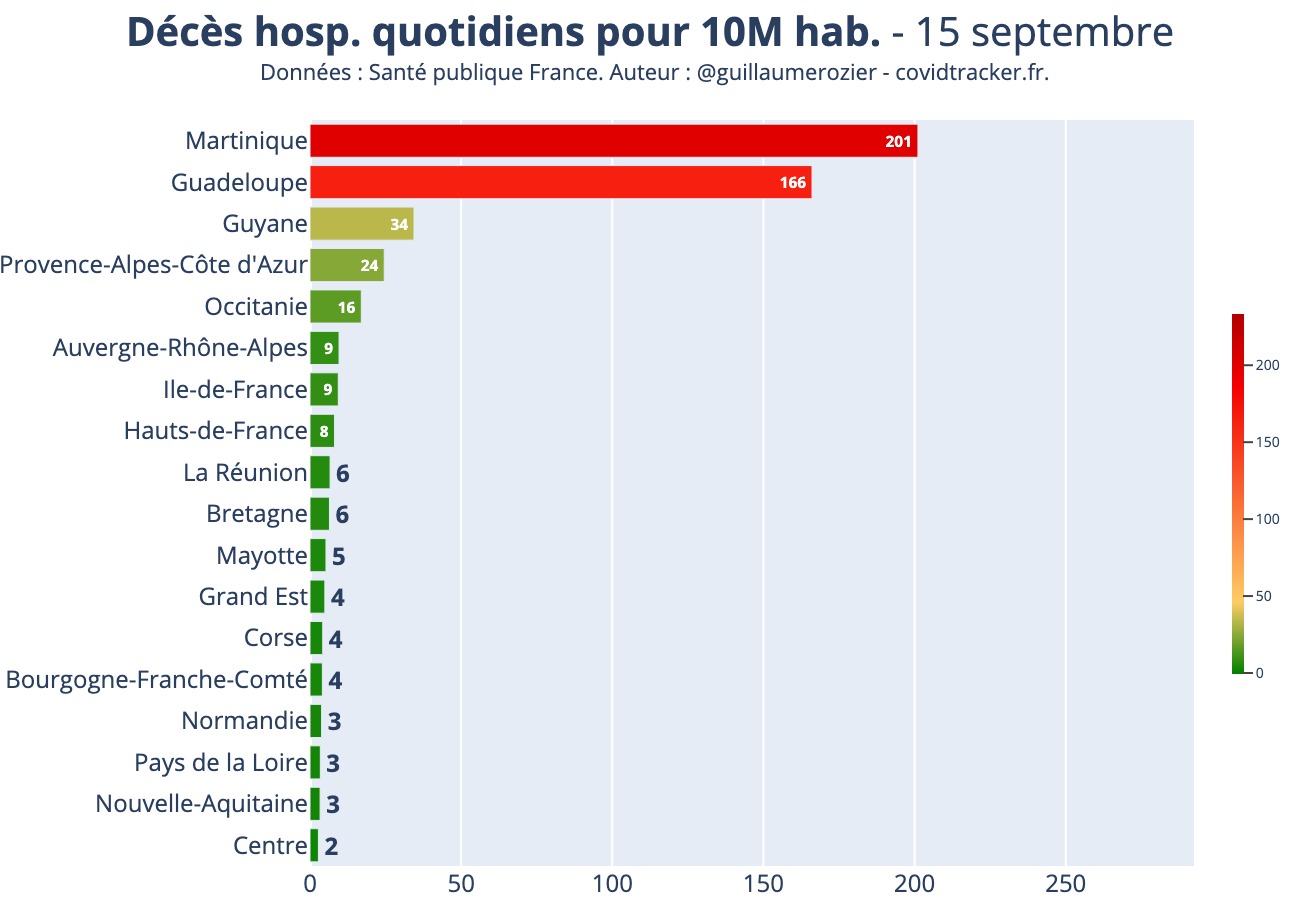 Décès hosp. quotidiens pour 10M hab. - 15 septembre
Données : Santé publique France. Auteur : @guillaumerozier - covidtracker.fr.
Martinique 201
Guadeloupe 166
Guyane 34
Provence-Alpes-Côte d'Azur 24
Occitanie 16
Auvergne-Rhône-Alpes 9
Ile-de-France 9
Hauts-de-France 8
La Réunion 6
Bretagne 6
Mayotte 5
Grand Est 4
Corse 4
Bourgogne-Franche-Comté 4
Normandie 3
Pays de la Loire 3
Nouvelle-Aquitaine 3
Centre 2
0 50 100 150 200 250
200
150
100
50
0